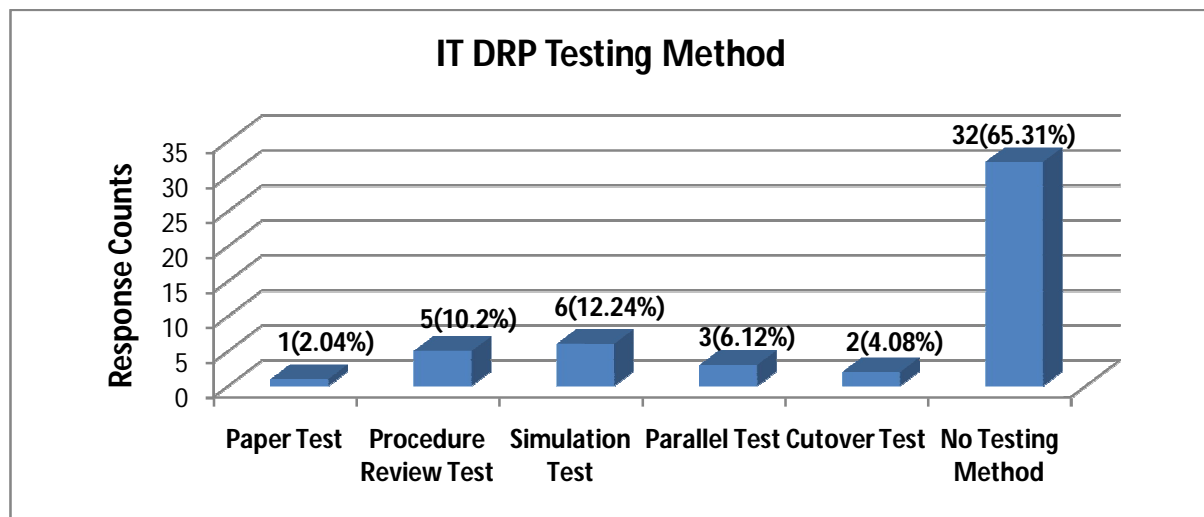 IT DRP Testing Method
Response Counts
35
30
25
20
15
10
5
0
1(2.04%)
5(10.2%)
6(12.24%)
3(6.12%)
2(4.08%)
32(65.31%)
Paper Test
Procedure
Review Test
Simulation
Test
Parallel Test
Cutover Test
No Testing
Method